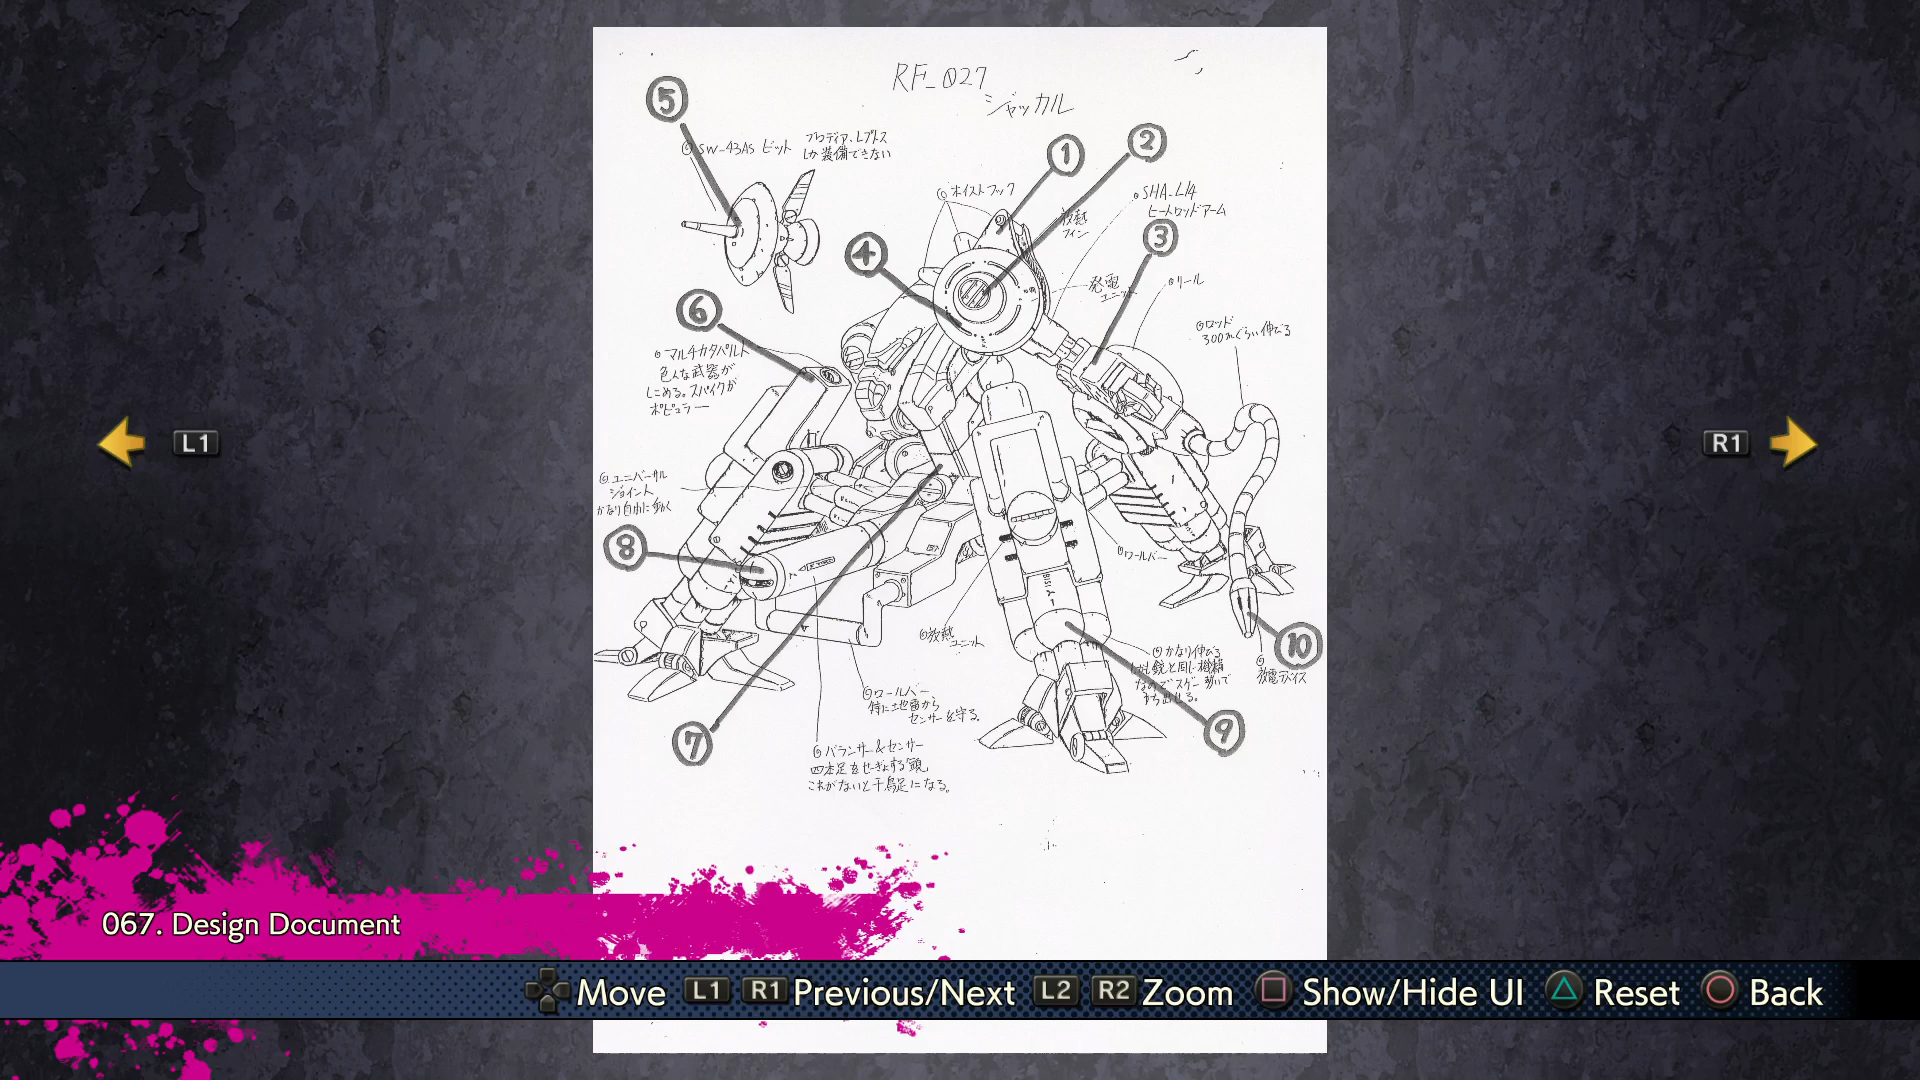 RF_027
ジャッカル
⑤
①
②
SW-43AS ビット
ブロディア、レプトス
しか装備できない
ホイストフック
SHA_L14
ヒートロッドアーム
放熱
フィン
③
④
発電
ユニット
リール
⑥
ロッド
300mぐらい伸びる
マルチカタパルト
色んな武器が
しこめる。スパイクが
ポピュラー
ユニバーサル
ジョイント
かなり自由に動く
⑧
ロールバー
放熱
ユニット
⑩
放電デバイス
かなり伸びる
ロールバー
特に地面から
センサーを守る。
⑦
⑨
バランサー&センサー
四本足をせいぎょする頭
これがないと千鳥足になる。
L1
R1
067. Design Document
Move L1 R1 Previous/Next L2 R2 Zoom Show/Hide UI Reset Back